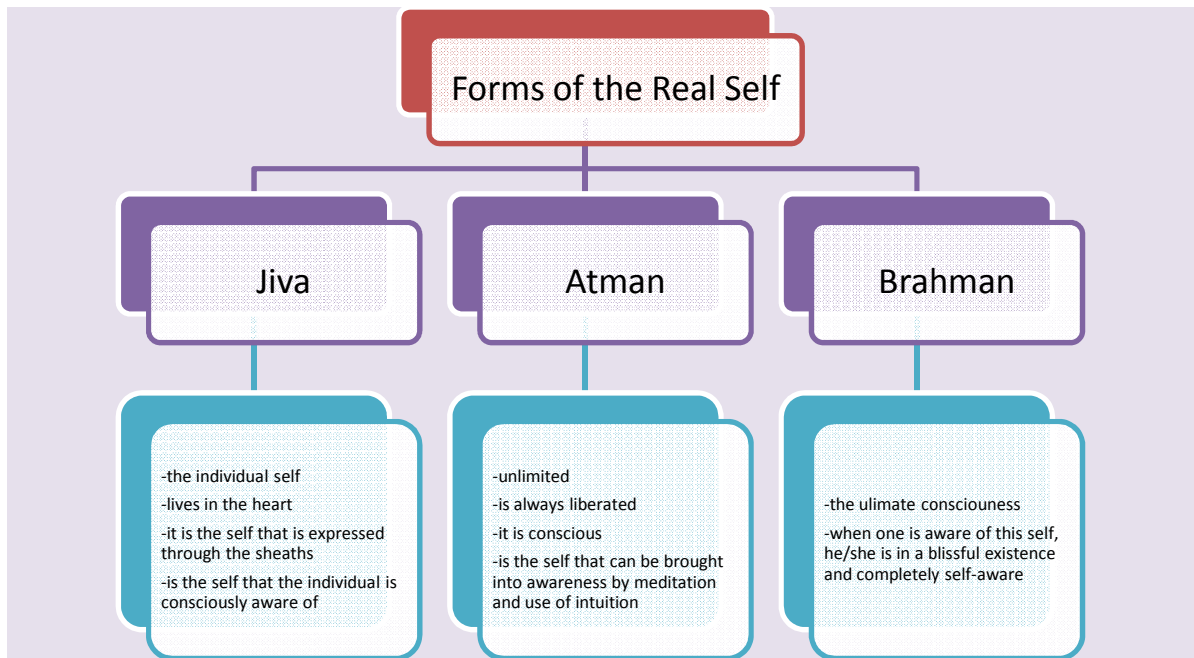 Forms of the Real Self
Jiva
Atman
Brahman
-the individual self
-lives in the heart
-it is the self that is expressed
through the sheaths
-is the self that the individual is
consciously aware of
-unlimited
-is always liberated
-it is conscious
-is the self that can be brought
into awareness by meditation
and use of intuition
-the ulimate consciouness
-when one is aware of this self,
he/she is in a blissful existence
and completely self-aware